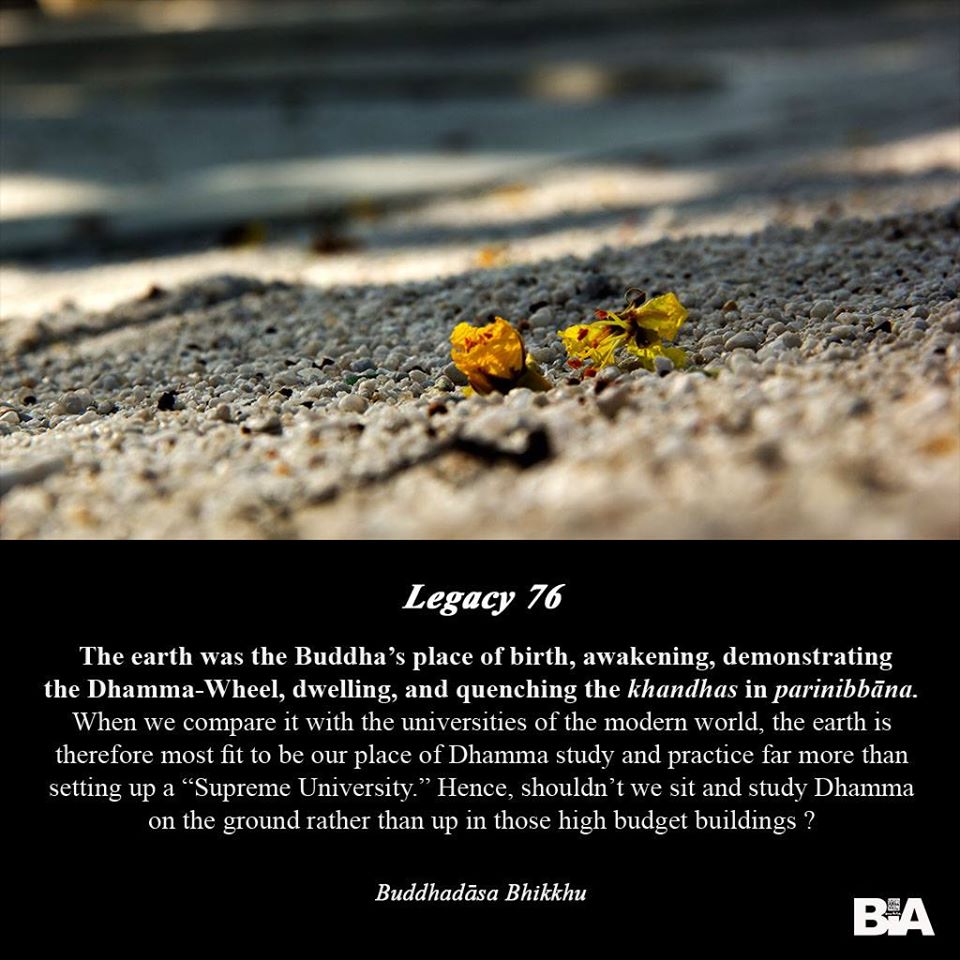 Legacy 76
The earth was the Buddha’s place of birth, awakening, demonstrating
the Dhamma-Wheel, dwelling, and quenching the khandhas in parinibbāna.
When we compare it with the universities of the modern world, the earth is
therefore most fit to be our place of Dhamma study and practice far more than
setting up a “Supreme University.” Hence, shouldn’t we sit and study Dhamma
on the ground rather than up in those high budget buildings ?
Buddhadāsa Bhikkhu
BIA